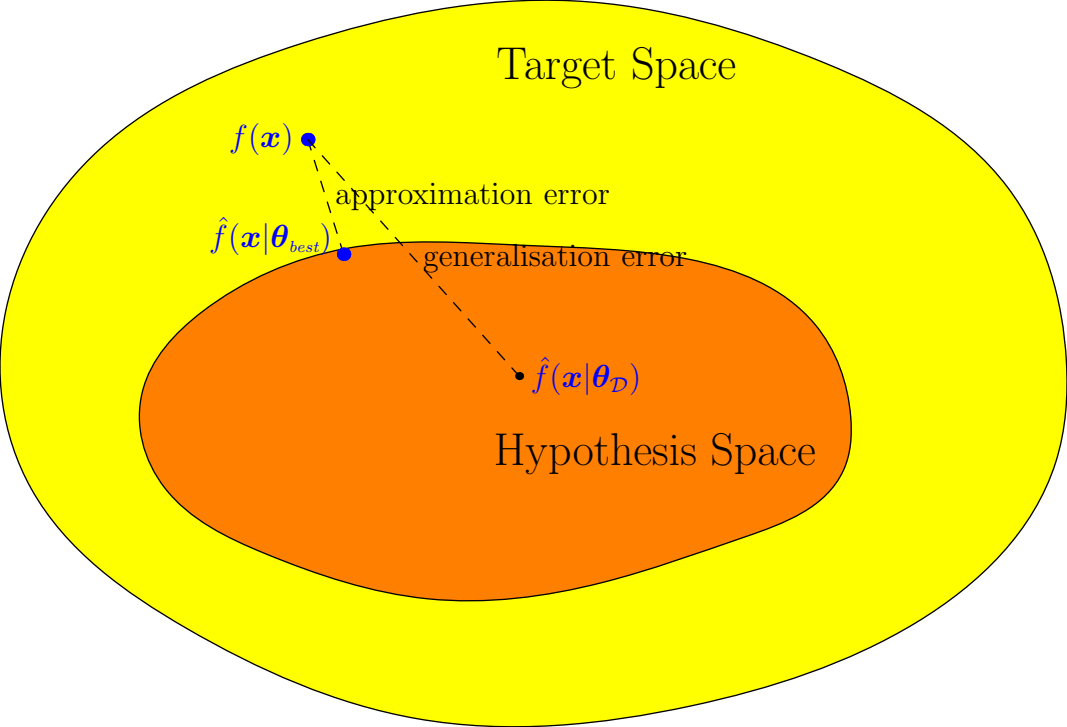 Target Space
f(x)
approximation error
f̂(x|θ_best)
generalisation error
f̂(x|θ_𝒟)
Hypothesis Space